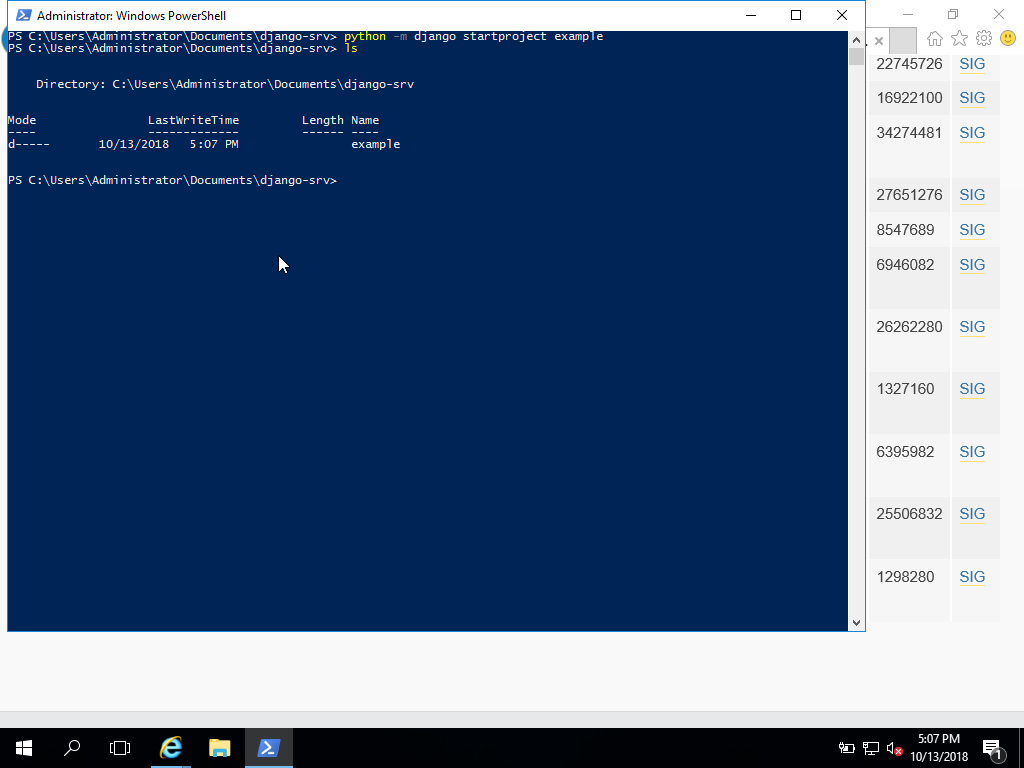 Administrator: Windows PowerShell
PS C:\Users\Administrator\Documents\django-srv> python -m django startproject example
PS C:\Users\Administrator\Documents\django-srv> ls
Directory: C:\Users\Administrator\Documents\django-srv
Mode LastWriteTime Length Name
---- ------------- ------ ----
d----- 10/13/2018 5:07 PM example
PS C:\Users\Administrator\Documents\django-srv>
22745726 SIG
16922100 SIG
34274481 SIG
27651276 SIG
8547689 SIG
6946082 SIG
26262280 SIG
1327160 SIG
6395982 SIG
25506832 SIG
1298280 SIG
5:07 PM
10/13/2018
1